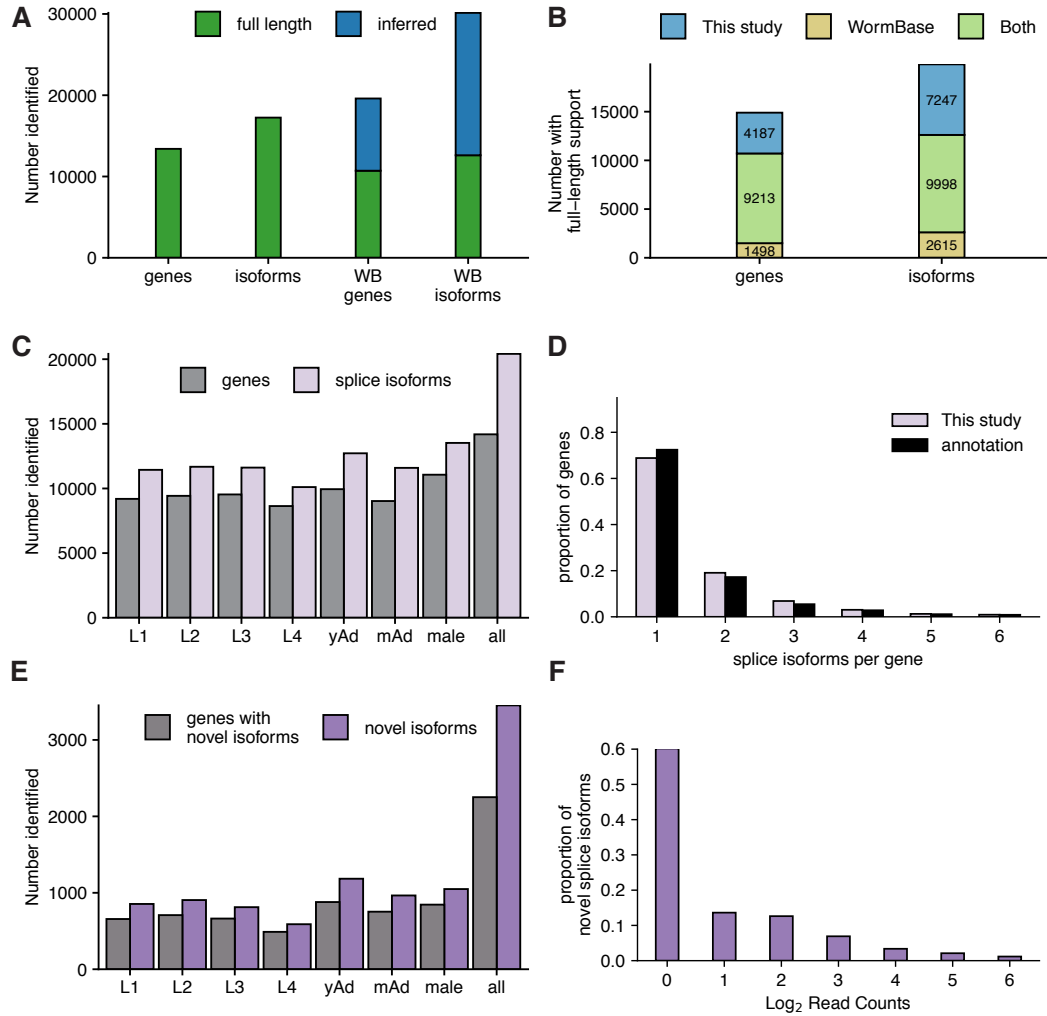 A
full length
inferred
Number identified
30000
20000
10000
0
genes
isoforms
WB
genes
WB
isoforms
B
This study
WormBase
Both
Number with
full-length support
15000
10000
5000
0
4187
9213
1498
7247
9998
2615
genes
isoforms
C
genes
splice isoforms
Number identified
20000
15000
10000
5000
0
L1
L2
L3
L4
yAd
mAd
male
all
D
This study
annotation
proportion of genes
0.8
0.6
0.4
0.2
0.0
1
2
3
4
5
6
splice isoforms per gene
E
genes with
novel isoforms
novel isoforms
Number identified
3000
2000
1000
0
L1
L2
L3
L4
yAd
mAd
male
all
F
proportion of
novel splice isoforms
0.6
0.5
0.4
0.3
0.2
0.1
0.0
0
1
2
3
4
5
6
Log2 Read Counts